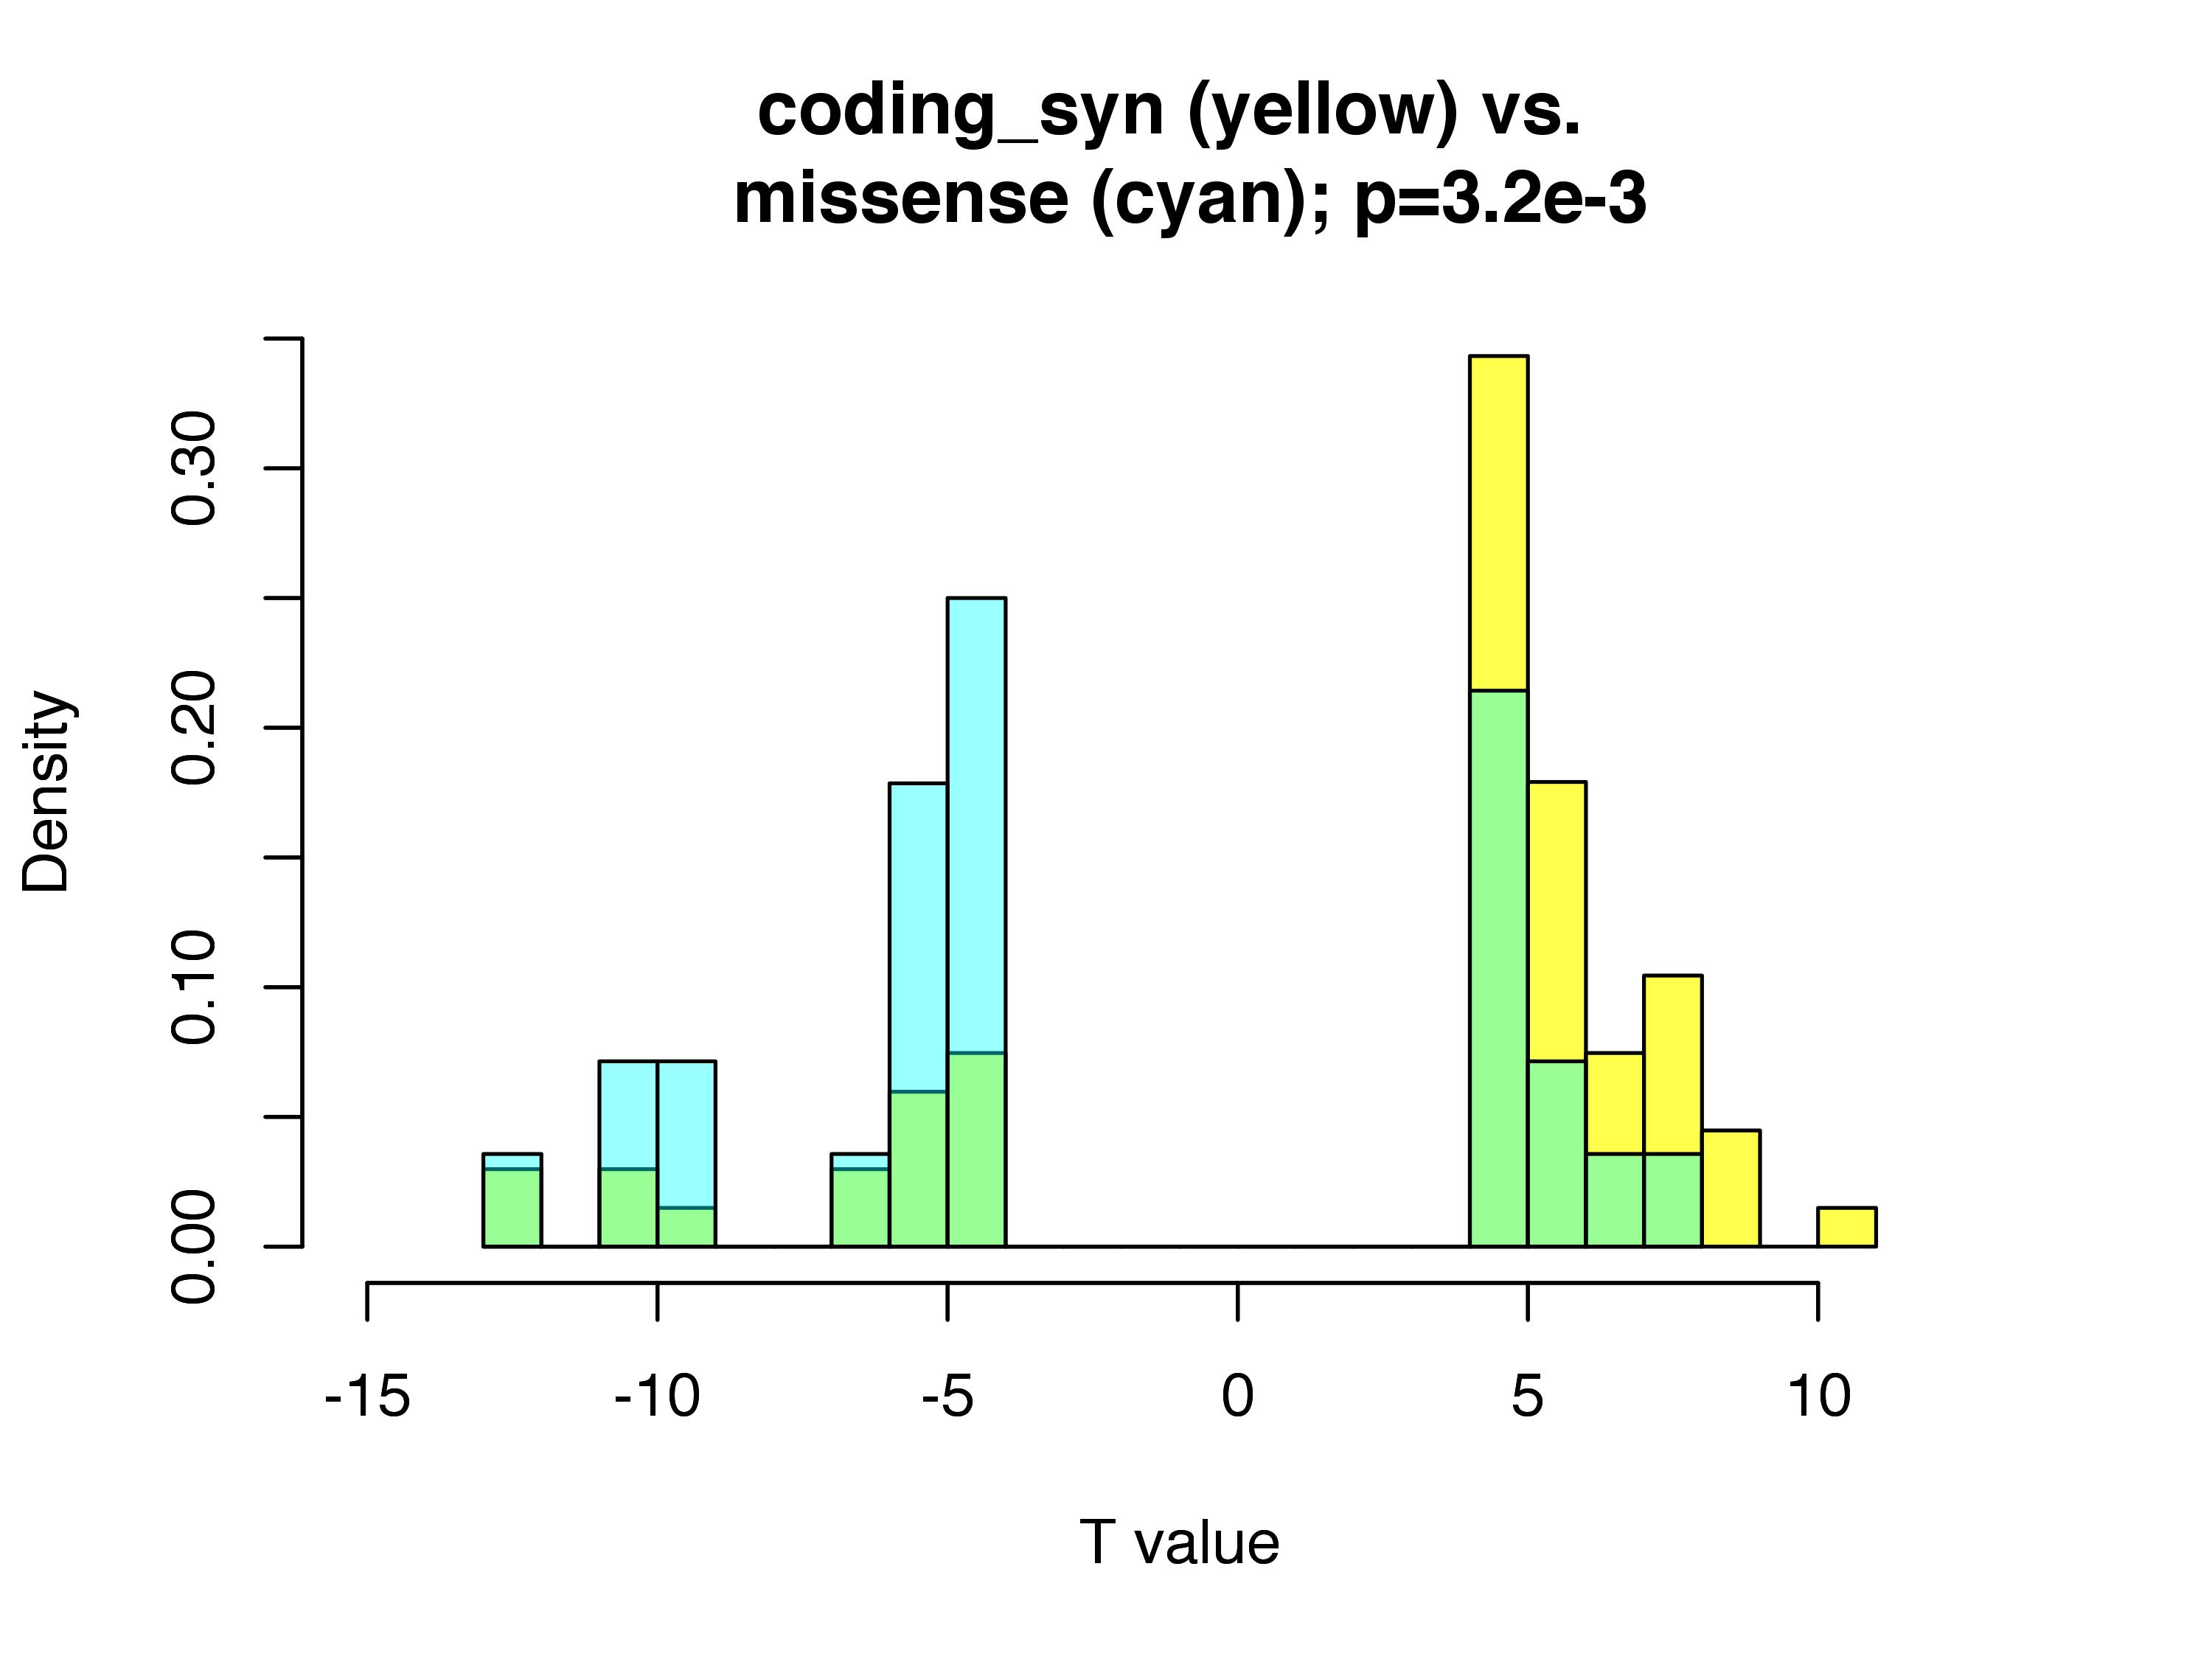 coding_syn (yellow) vs.
missense (cyan); p=3.2e-3
Density
0.30
0.20
0.10
0.00
-15 -10 -5 0 5 10
T value